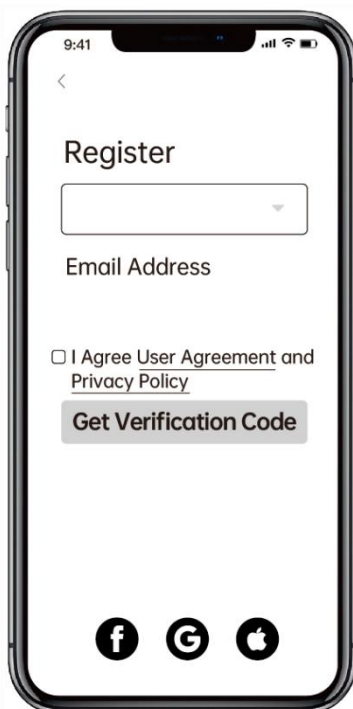 9:41
Register
Email Address
I Agree User Agreement and
Privacy Policy
Get Verification Code
f G